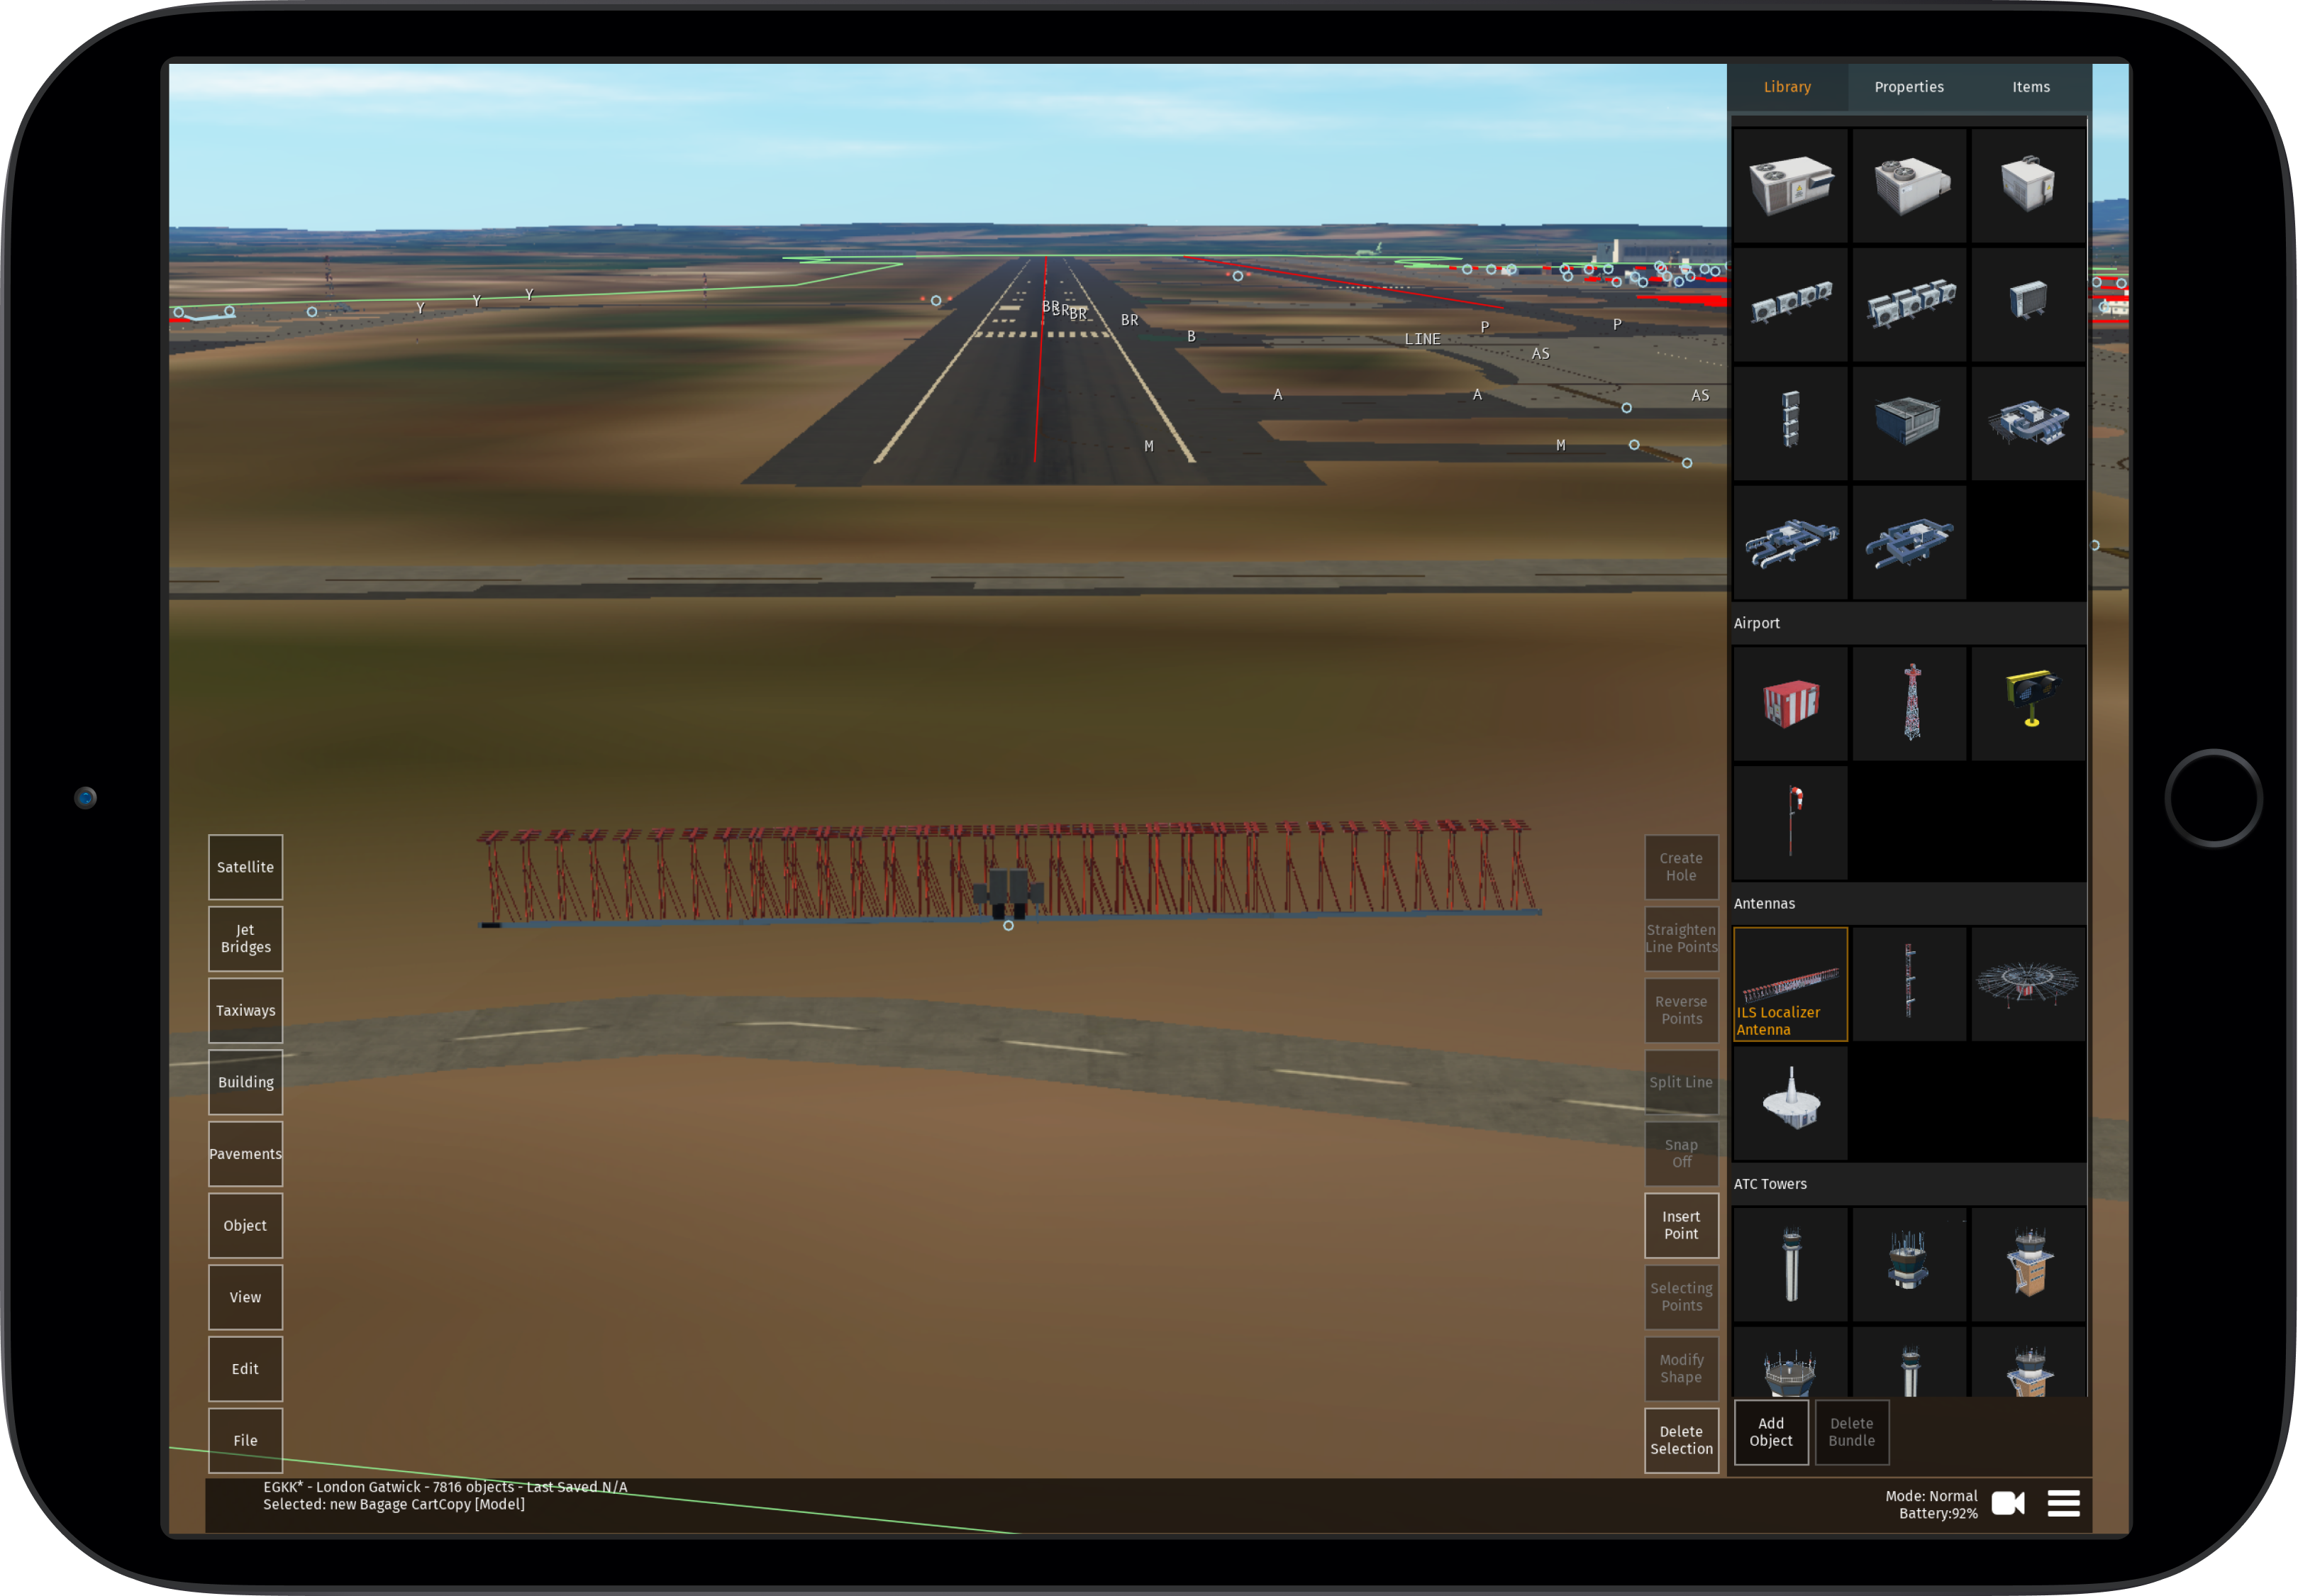 Library
Properties
Items
Y
Y
Y
BR
BR
BR
BR
B
LINE
P
P
AS
A
A
AS
M
M
Airport
Antennas
ILS Localizer
Antenna
ATC Towers
Satellite
Jet
Bridges
Taxiways
Building
Pavements
Object
View
Edit
File
Create
Hole
Straighten
Line Points
Reverse
Points
Split Line
Snap
Off
Insert
Point
Selecting
Points
Modify
Shape
Delete
Selection
Add
Object
Delete
Bundle
EGKK* - London Gatwick - 7816 objects - Last Saved N/A
Selected: new Bagage CartCopy [Model]
Mode: Normal
Battery:92%